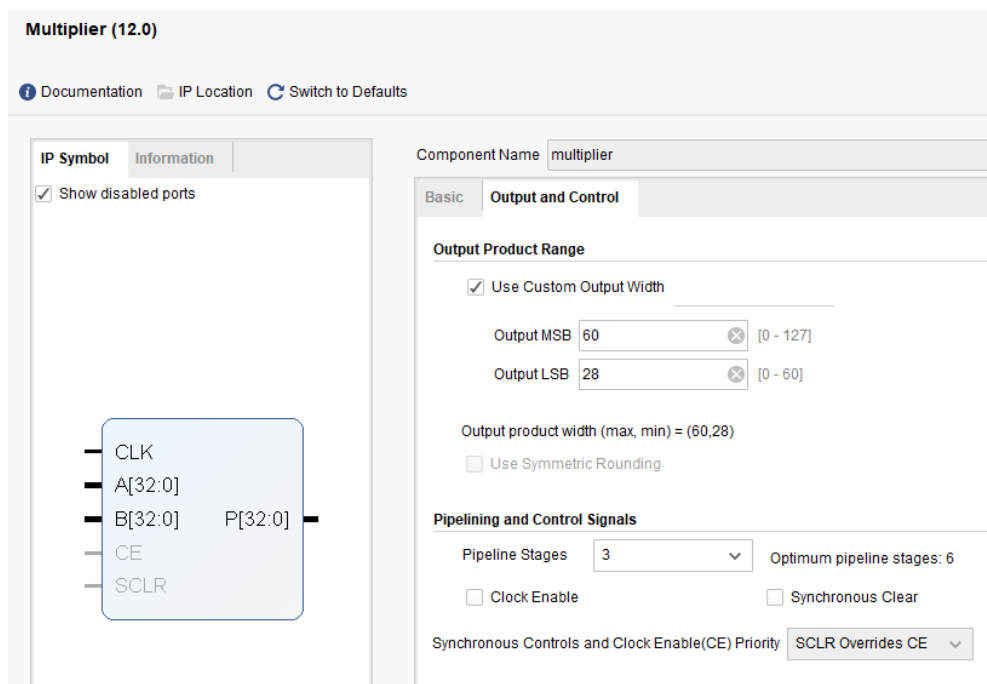 Multiplier (12.0)
Documentation IP Location Switch to Defaults
IP Symbol Information
Show disabled ports
CLK
A[32:0]
B[32:0] P[32:0]
CE
SCLR
Component Name multiplier
Basic Output and Control
Output Product Range
Use Custom Output Width
Output MSB 60 [0 - 127]
Output LSB 28 [0 - 60]
Output product width (max, min) = (60,28)
Use Symmetric Rounding
Pipelining and Control Signals
Pipeline Stages 3 Optimum pipeline stages: 6
Clock Enable Synchronous Clear
Synchronous Controls and Clock Enable(CE) Priority SCLR Overrides CE